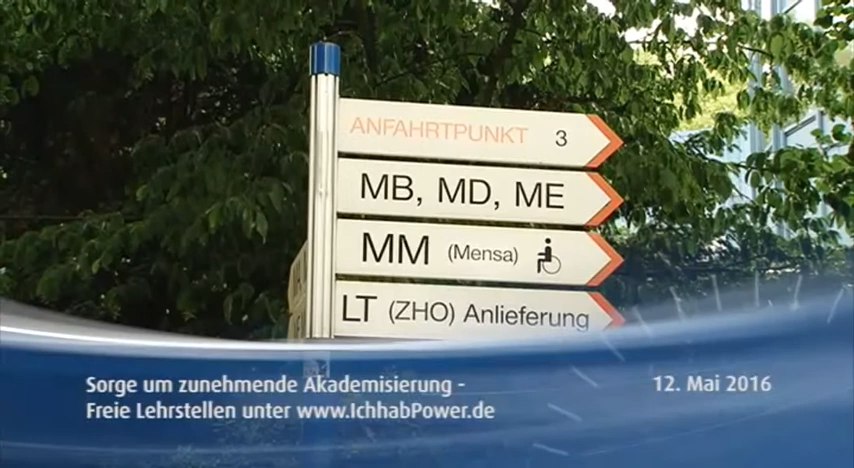 ANFAHRTPUNKT 3
MB, MD, ME
MM (Mensa)
LT (ZHO) Anlieferung
Sorge um zunehmende Akademisierung - 12. Mai 2016
Freie Lehrstellen unter www.IchhabPower.de